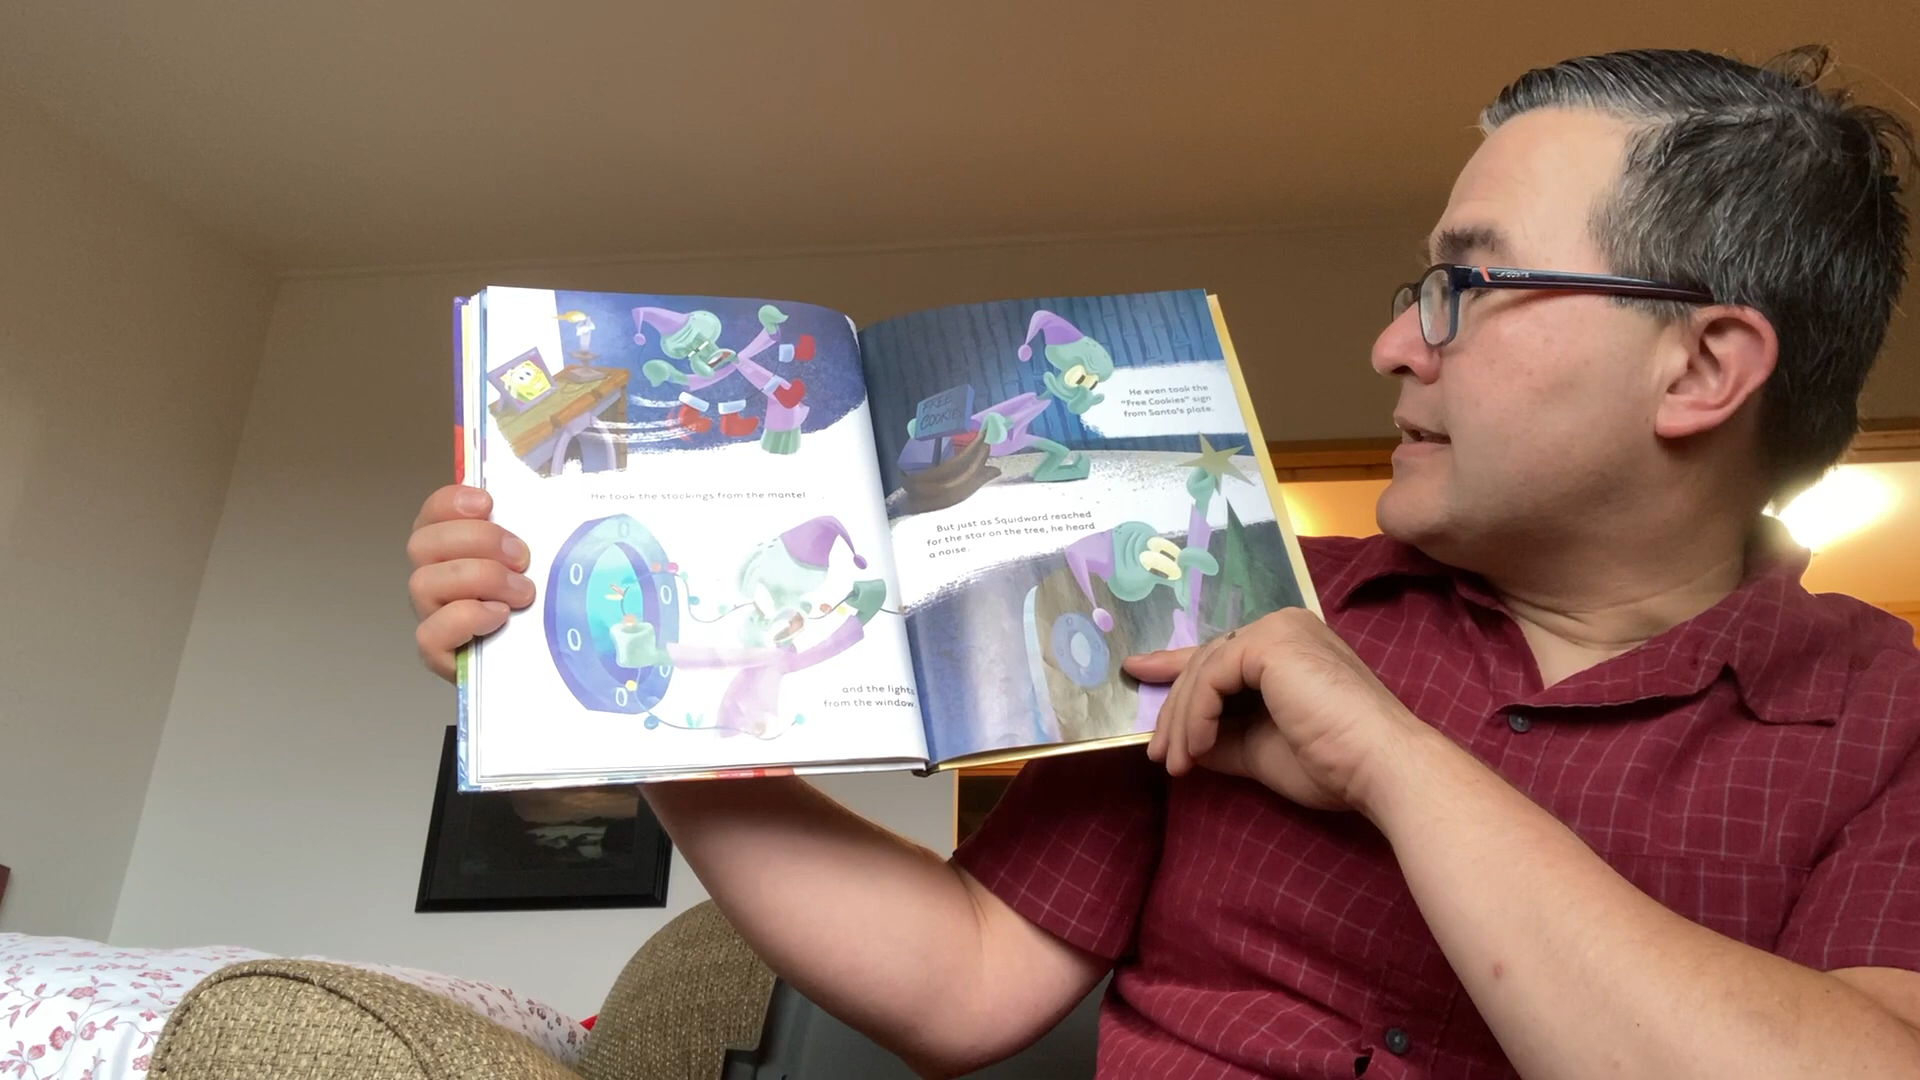 He took the stockings from the mantel . . .
and the lights
from the window.
FREE
COOKIES
He even took the
"Free Cookies" sign
from Santa's plate.
But just as Squidward reached
for the star on the tree, he heard
a noise.